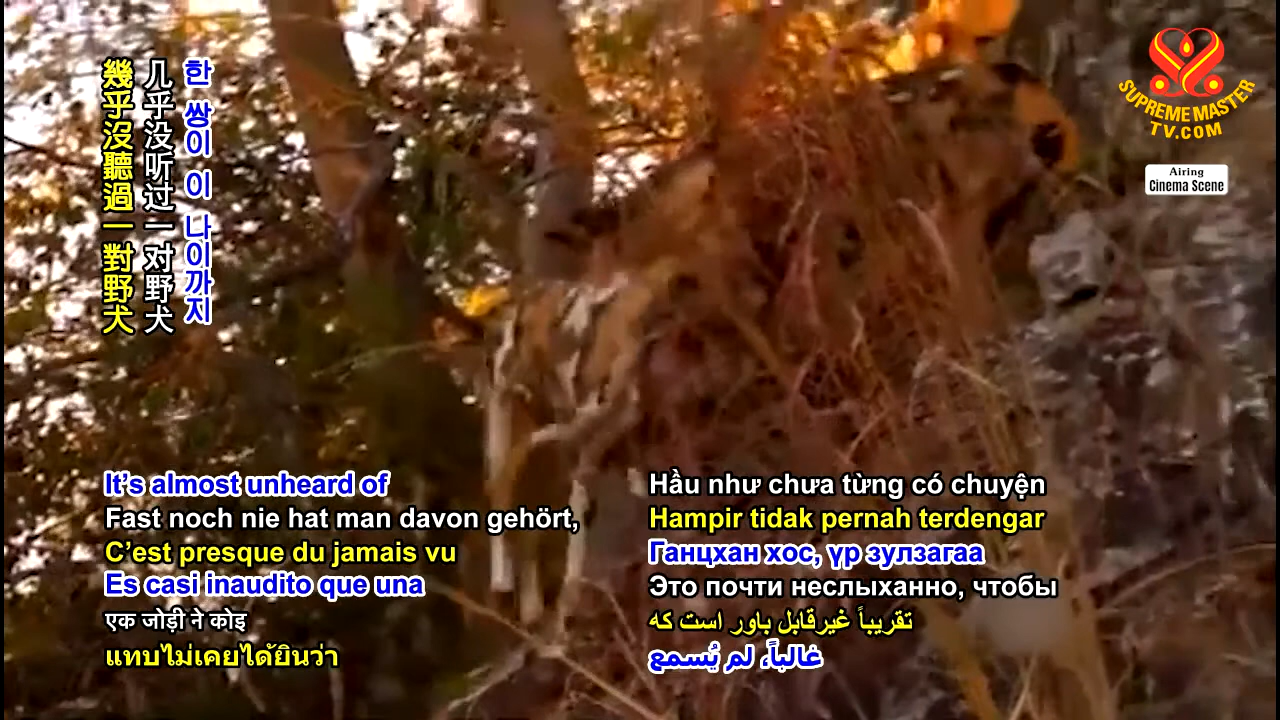 한 쌍이 이 나이까지
几乎没听过一对野犬
幾乎沒聽過一對野犬
SUPREME MASTER
TV.COM
Airing
Cinema Scene
It’s almost unheard of
Fast noch nie hat man davon gehört,
C’est presque du jamais vu
Es casi inaudito que una
एक जोड़ी ने कोइ
แทบไม่เคยได้ยินว่า
Hầu như chưa từng có chuyện
Hampir tidak pernah terdengar
Ганцхан хос, үр зулзагаа
Это почти неслыханно, чтобы
تقریباً غیرقابل باور است که
غالباً، لم يُسمع